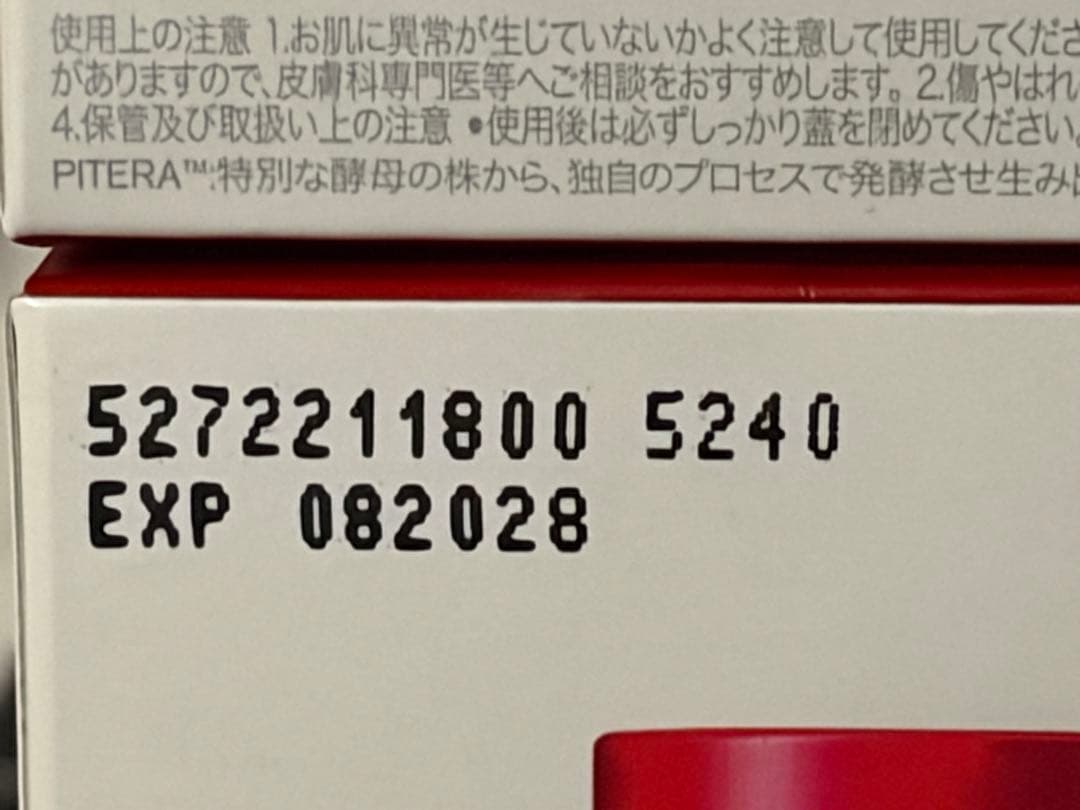 使用上の注意 1.お肌に異常が生じていないかよく注意して使用してくださ
がありますので、皮膚科専門医等へご相談をおすすめします。2.傷やはれ
4.保管及び取扱い上の注意 ●使用後は必ずしっかり蓋を閉めてください。
PITERA™:特別な酵母の株から、独自のプロセスで発酵させ生み出
5272211800 5240
EXP 082028